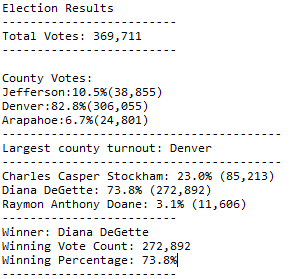 Election Results
-------------------------
Total Votes: 369,711
-------------------------
County Votes:
Jefferson:10.5%(38,855)
Denver:82.8%(306,055)
Arapahoe:6.7%(24,801)
----------------------------------------
Largest county turnout: Denver
----------------------------------------
Charles Casper Stockham: 23.0% (85,213)
Diana DeGette: 73.8% (272,892)
Raymon Anthony Doane: 3.1% (11,606)
-------------------------
Winner: Diana DeGette
Winning Vote Count: 272,892
Winning Percentage: 73.8%